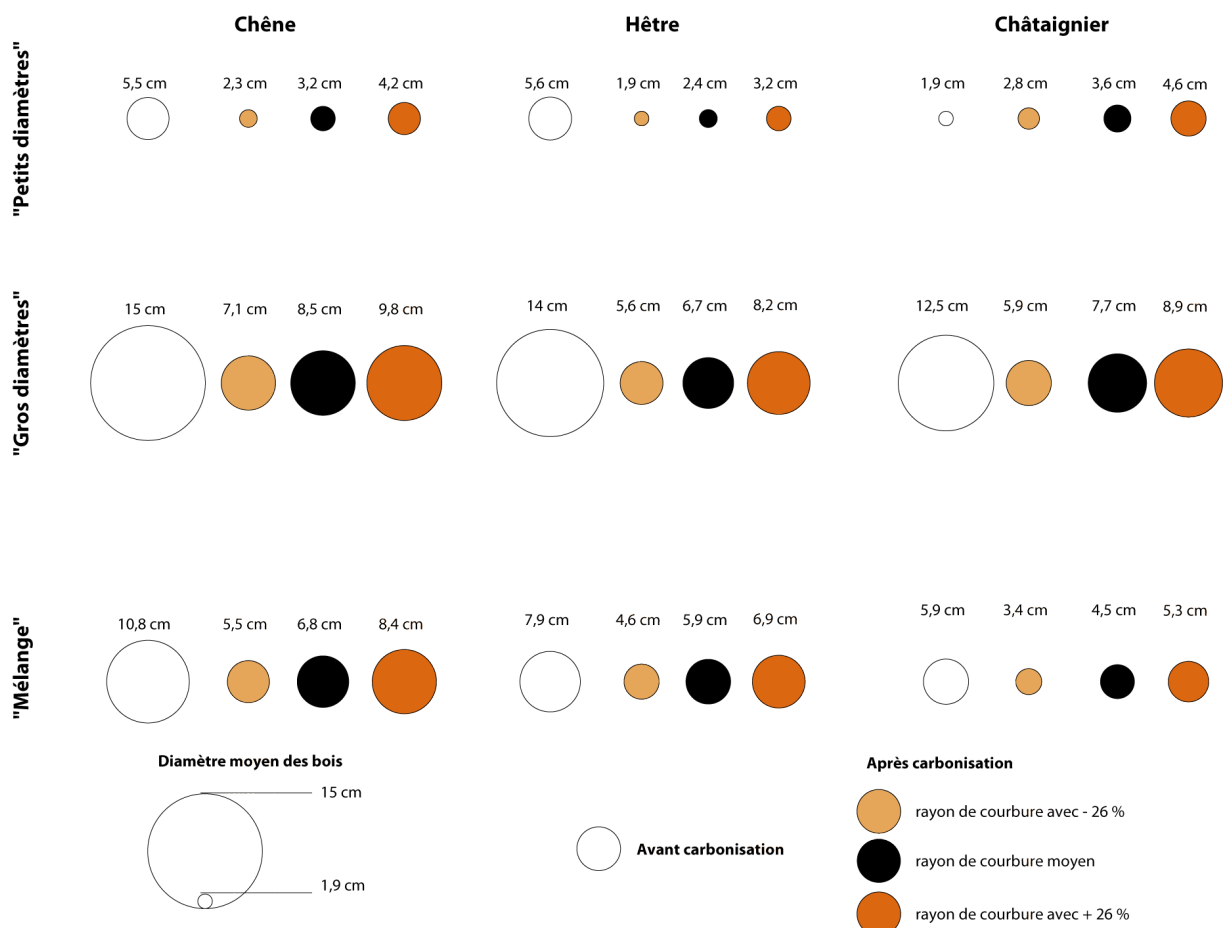 Chêne Hêtre Châtaignier
"Petits diamètres"
5,5 cm 2,3 cm 3,2 cm 4,2 cm 5,6 cm 1,9 cm 2,4 cm 3,2 cm 1,9 cm 2,8 cm 3,6 cm 4,6 cm
"Gros diamètres"
15 cm 7,1 cm 8,5 cm 9,8 cm 14 cm 5,6 cm 6,7 cm 8,2 cm 12,5 cm 5,9 cm 7,7 cm 8,9 cm
"Mélange"
10,8 cm 5,5 cm 6,8 cm 8,4 cm 7,9 cm 4,6 cm 5,9 cm 6,9 cm 5,9 cm 3,4 cm 4,5 cm 5,3 cm
Diamètre moyen des bois
15 cm
1,9 cm
Avant carbonisation
Après carbonisation
rayon de courbure avec - 26 %
rayon de courbure moyen
rayon de courbure avec + 26 %